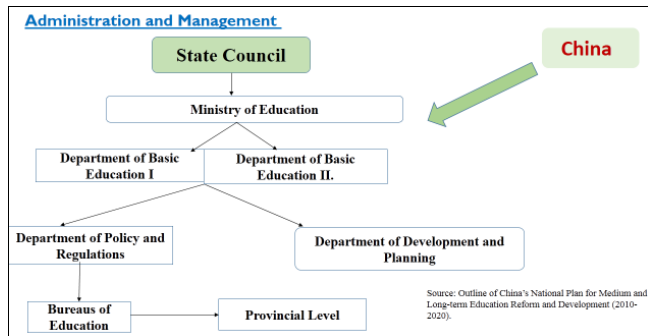 Administration and Management
State Council
China
Ministry of Education
Department of Basic
Education I
Department of Basic
Education II.
Department of Policy and
Regulations
Department of Development and
Planning
Bureaus of
Education
Provincial Level
Source: Outline of China's National Plan for Medium and
Long-term Education Reform and Development (2010-
2020).